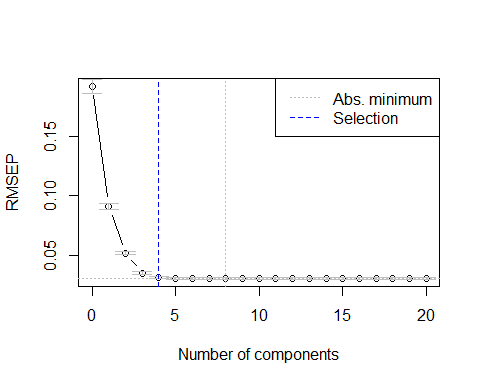 Abs. minimum
Selection
RMSEP
0.15
0.10
0.05
0 5 10 15 20
Number of components